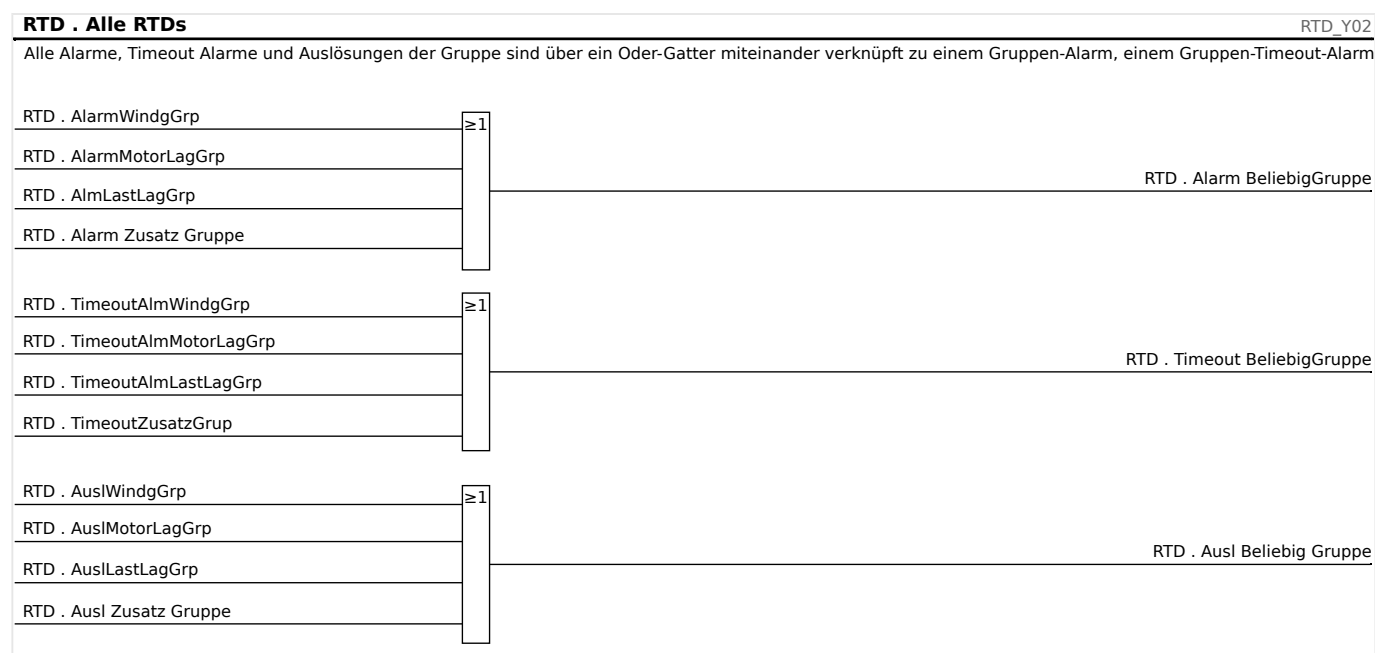 RTD . Alle RTDs
RTD_Y02
Alle Alarme, Timeout Alarme und Auslösungen der Gruppe sind über ein Oder-Gatter miteinander verknüpft zu einem Gruppen-Alarm, einem Gruppen-Timeout-Alarm
RTD . AlarmWindgGrp
≥1
RTD . AlarmMotorLagGrp
RTD . Alarm BeliebigGruppe
RTD . AlmLastLagGrp
RTD . Alarm Zusatz Gruppe
RTD . TimeoutAlmWindgGrp
≥1
RTD . TimeoutAlmMotorLagGrp
RTD . Timeout BeliebigGruppe
RTD . TimeoutAlmLastLagGrp
RTD . TimeoutZusatzGrup
RTD . AuslWindgGrp
≥1
RTD . AuslMotorLagGrp
RTD . Ausl Beliebig Gruppe
RTD . AuslLastLagGrp
RTD . Ausl Zusatz Gruppe